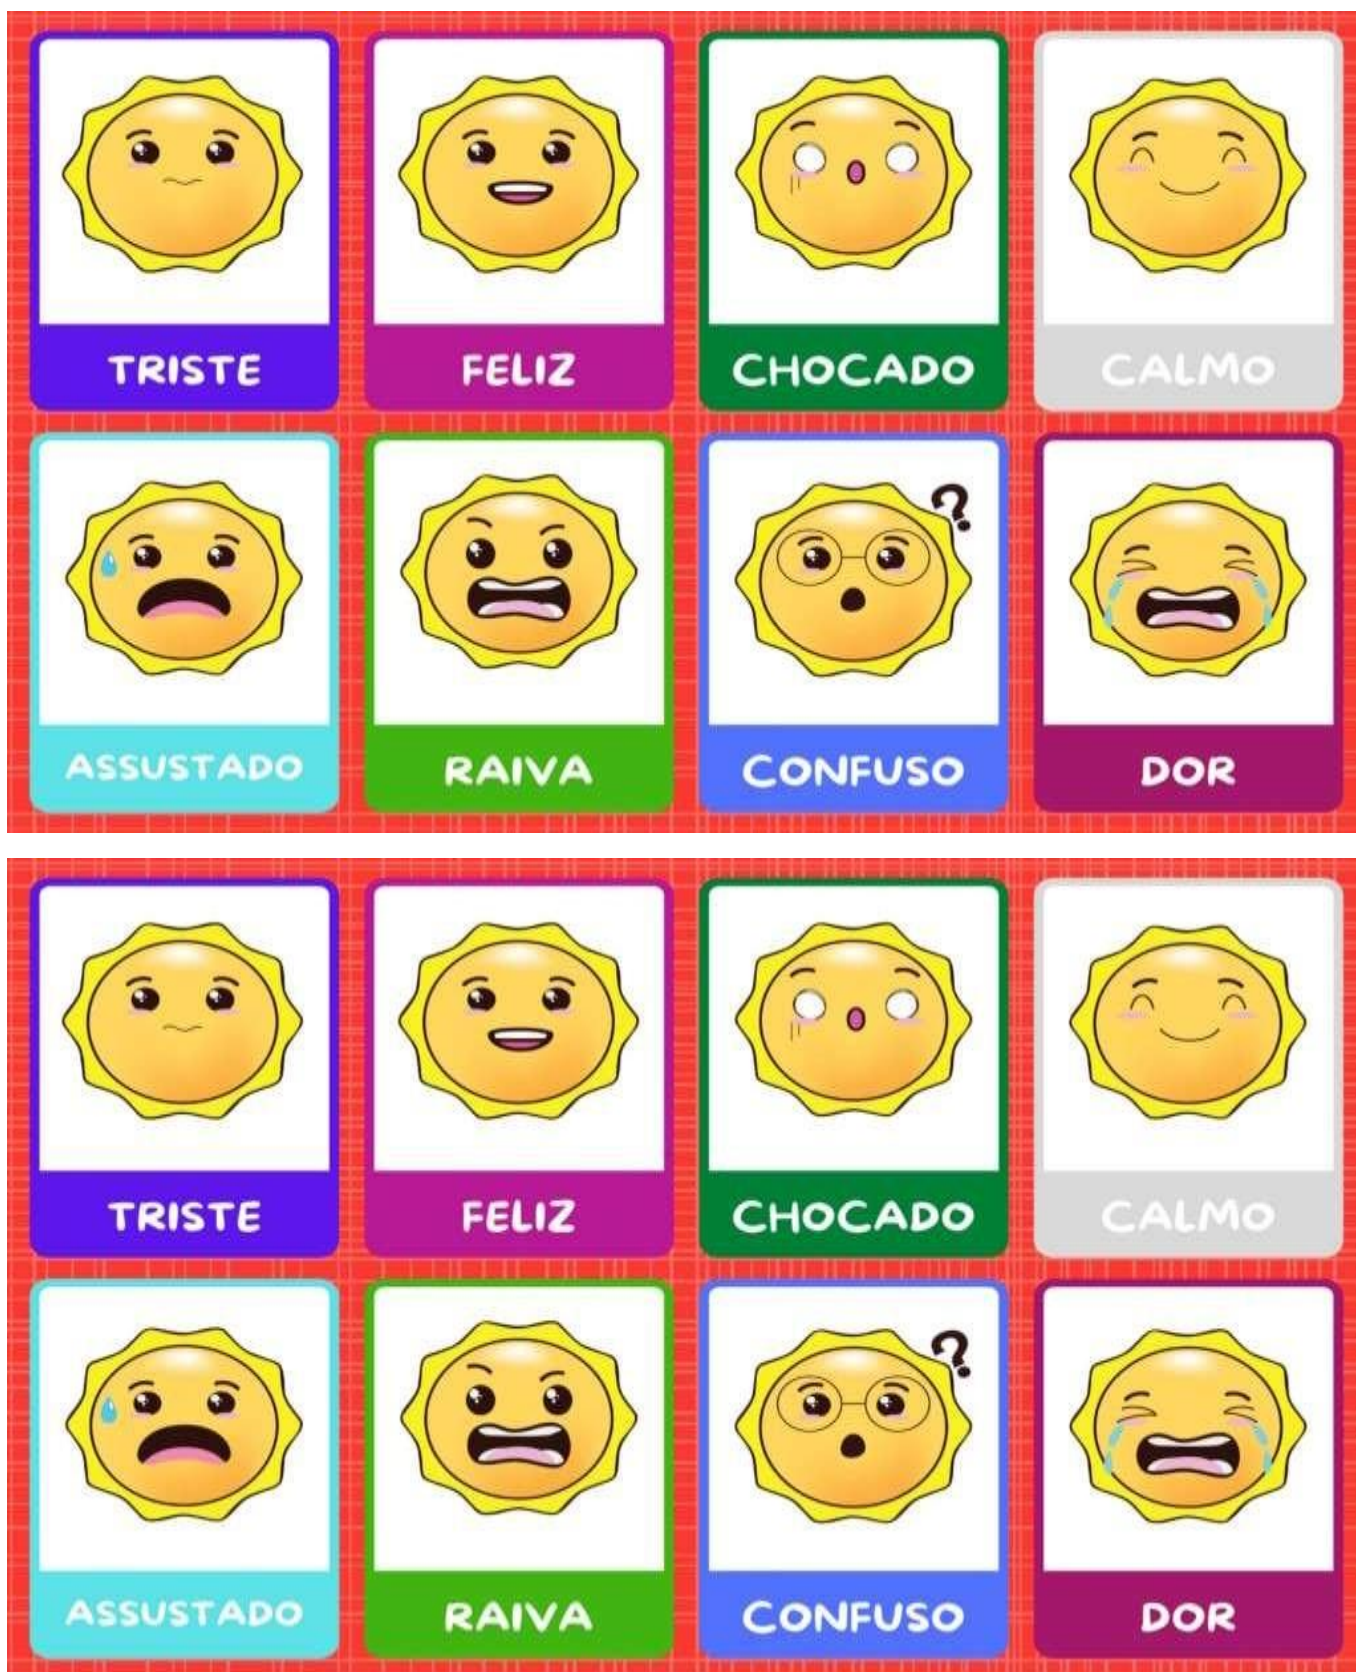 TRISTE
FELIZ
CHOCADO
CALMO
?
ASSUSTADO
RAIVA
CONFUSO
DOR
TRISTE
FELIZ
CHOCADO
CALMO
?
ASSUSTADO
RAIVA
CONFUSO
DOR